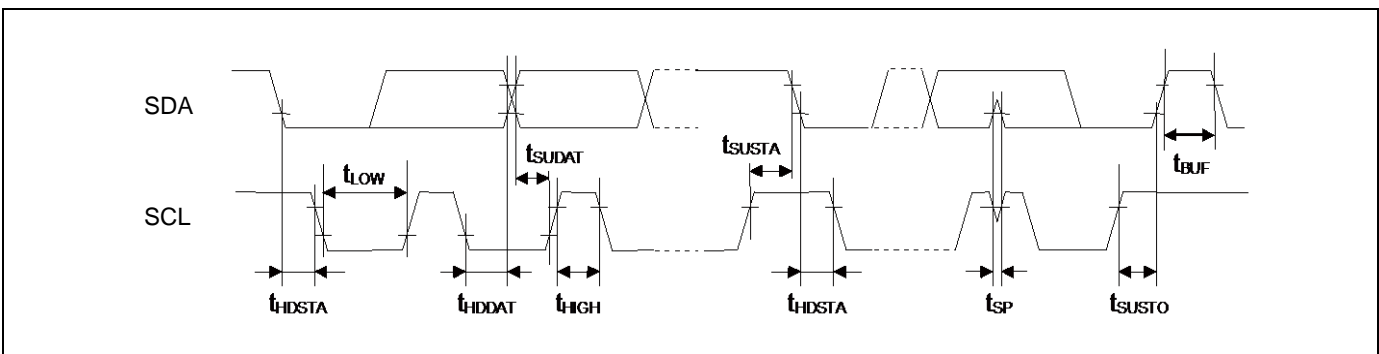 SDA
tSUDAT
tSUSTA
tBUF
tLOW
SCL
tHDSTA
tHDDAT
tHIGH
tHDSTA
tSP
tSUSTO